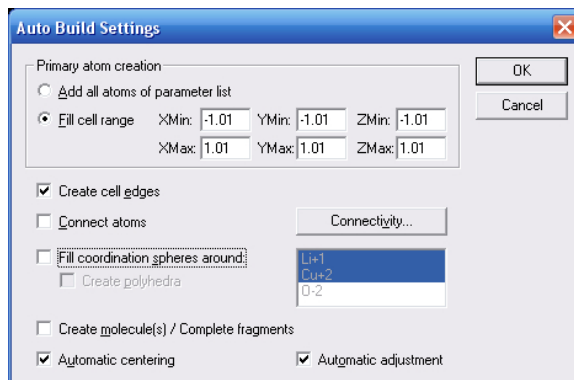 Auto Build Settings
Primary atom creation
OK
Add all atoms of parameter list
Cancel
Fill cell range XMin: -1.01 YMin: -1.01 ZMin: -1.01
XMax: 1.01 YMax: 1.01 ZMax: 1.01
Create cell edges
Connect atoms Connectivity...
Fill coordination spheres around: Li+1
Create polyhedra Cu+2
O-2
Create molecule(s) / Complete fragments
Automatic centering Automatic adjustment